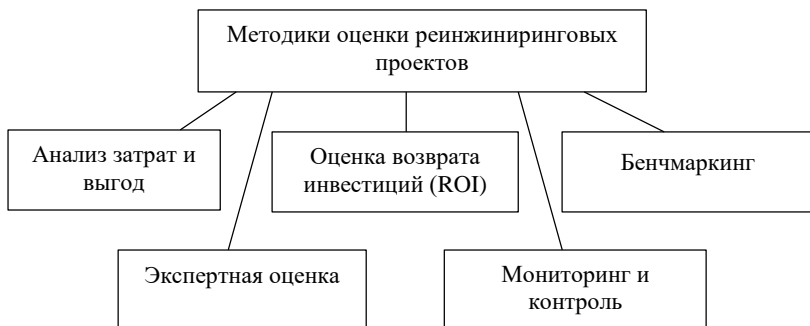 Методики оценки реинжиниринговых
проектов
Анализ затрат и
выгод
Оценка возврата
инвестиций (ROI)
Бенчмаркинг
Экспертная оценка
Мониторинг и
контроль